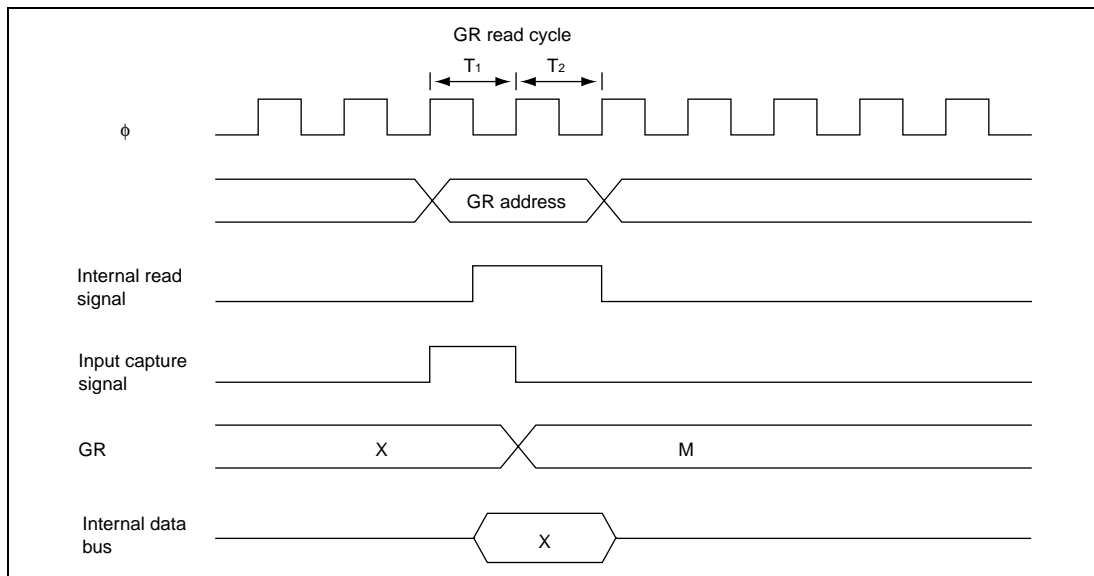 GR read cycle
T1 T2
ϕ
GR address
Internal read
signal
Input capture
signal
GR X M
Internal data
bus X